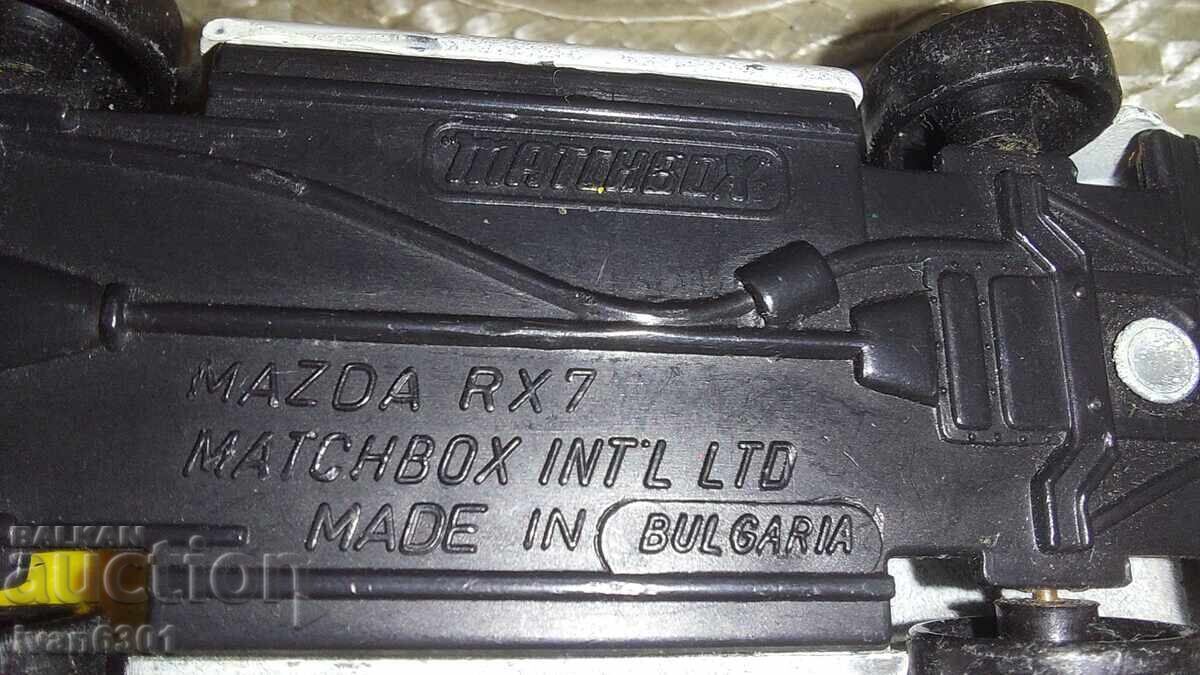 "MATCHBOX"
MAZDA RX7
MATCHBOX INT'L LTD
MADE IN BULGARIA
BALKAN
auction
ivan6301